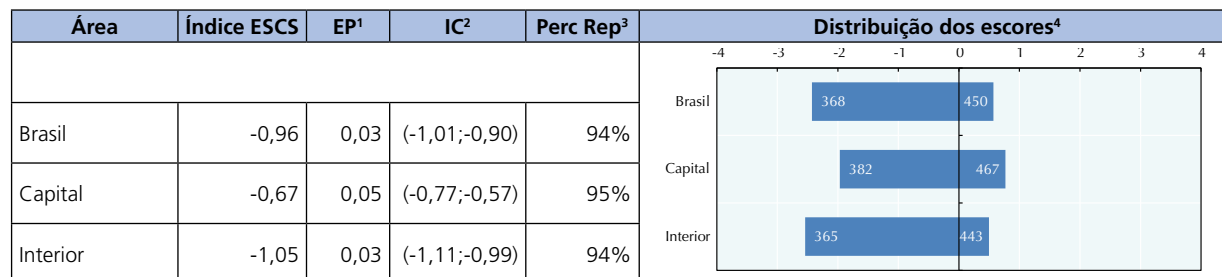 Área Índice ESCS EP¹ IC² Perc Rep³ Distribuição dos escores⁴
-4 -3 -2 -1 0 1 2 3 4
Brasil -0,96 0,03 (-1,01;-0,90) 94% Brasil 368 450
Capital -0,67 0,05 (-0,77;-0,57) 95% Capital 382 467
Interior -1,05 0,03 (-1,11;-0,99) 94% Interior 365 443